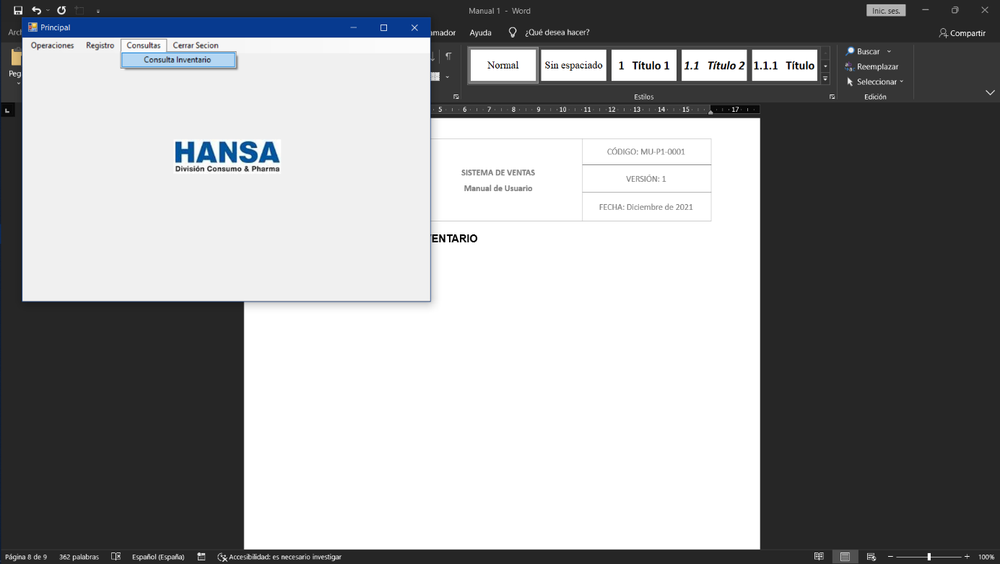 Manual 1 - Word
Inic. ses.
Principal
amador
Ayuda
¿Qué desea hacer?
Compartir
Operaciones
Registro
Consultas
Cerrar Secion
Consulta Inventario
Normal
Sin espaciado
1 Título 1
1.1 Título 2
1.1.1 Título
Buscar
Reemplazar
Seleccionar
Estilos
Edición
5 6 7 8 9 10 11 12 13 14 15 17
HANSA
División Consumo & Pharma
SISTEMA DE VENTAS
Manual de Usuario
CÓDIGO: MU-P1-0001
VERSIÓN: 1
FECHA: Diciembre de 2021
ENTARIO
Página 8 de 9
362 palabras
Español (España)
Accesibilidad: es necesario investigar
100%